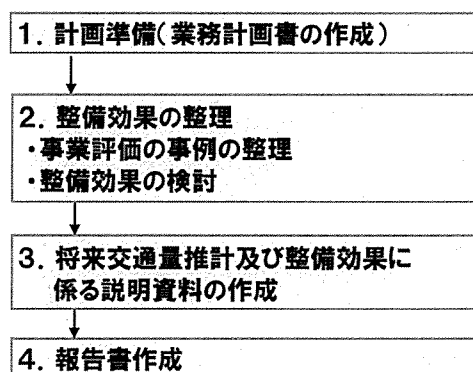 1. 計画準備(業務計画書の作成)
2. 整備効果の整理
・事業評価の事例の整理
・整備効果の検討
3. 将来交通量推計及び整備効果に
係る説明資料の作成
4. 報告書作成